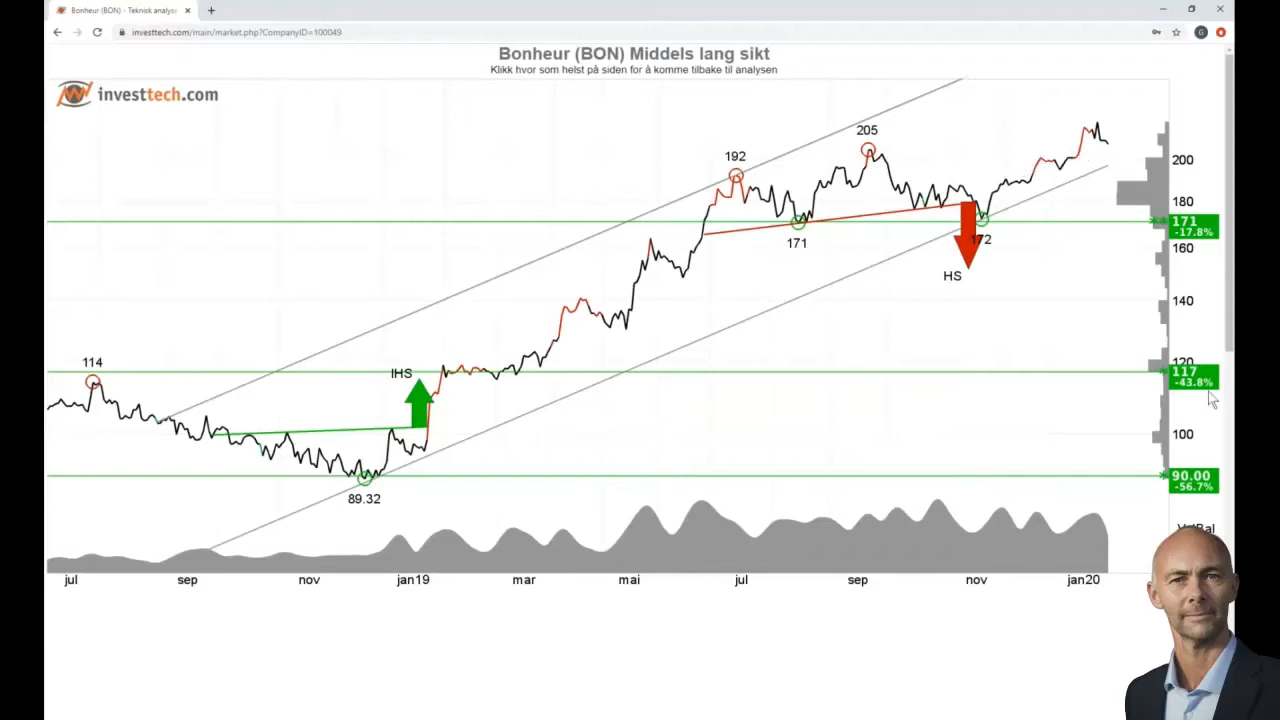 Bonheur (BON) - Teknisk analyse
investtech.com/main/market.php?CompanyID=100049
G
Bonheur (BON) Middels lang sikt
Klikk hvor som helst på siden for å komme tilbake til analysen
investtech.com
205
192
200
180
171
-17.8%
171
172
160
HS
140
114
120
IHS
117
-43.8%
100
90.00
-56.7%
89.32
jul
sep
nov
jan19
mar
mai
jul
sep
nov
jan20